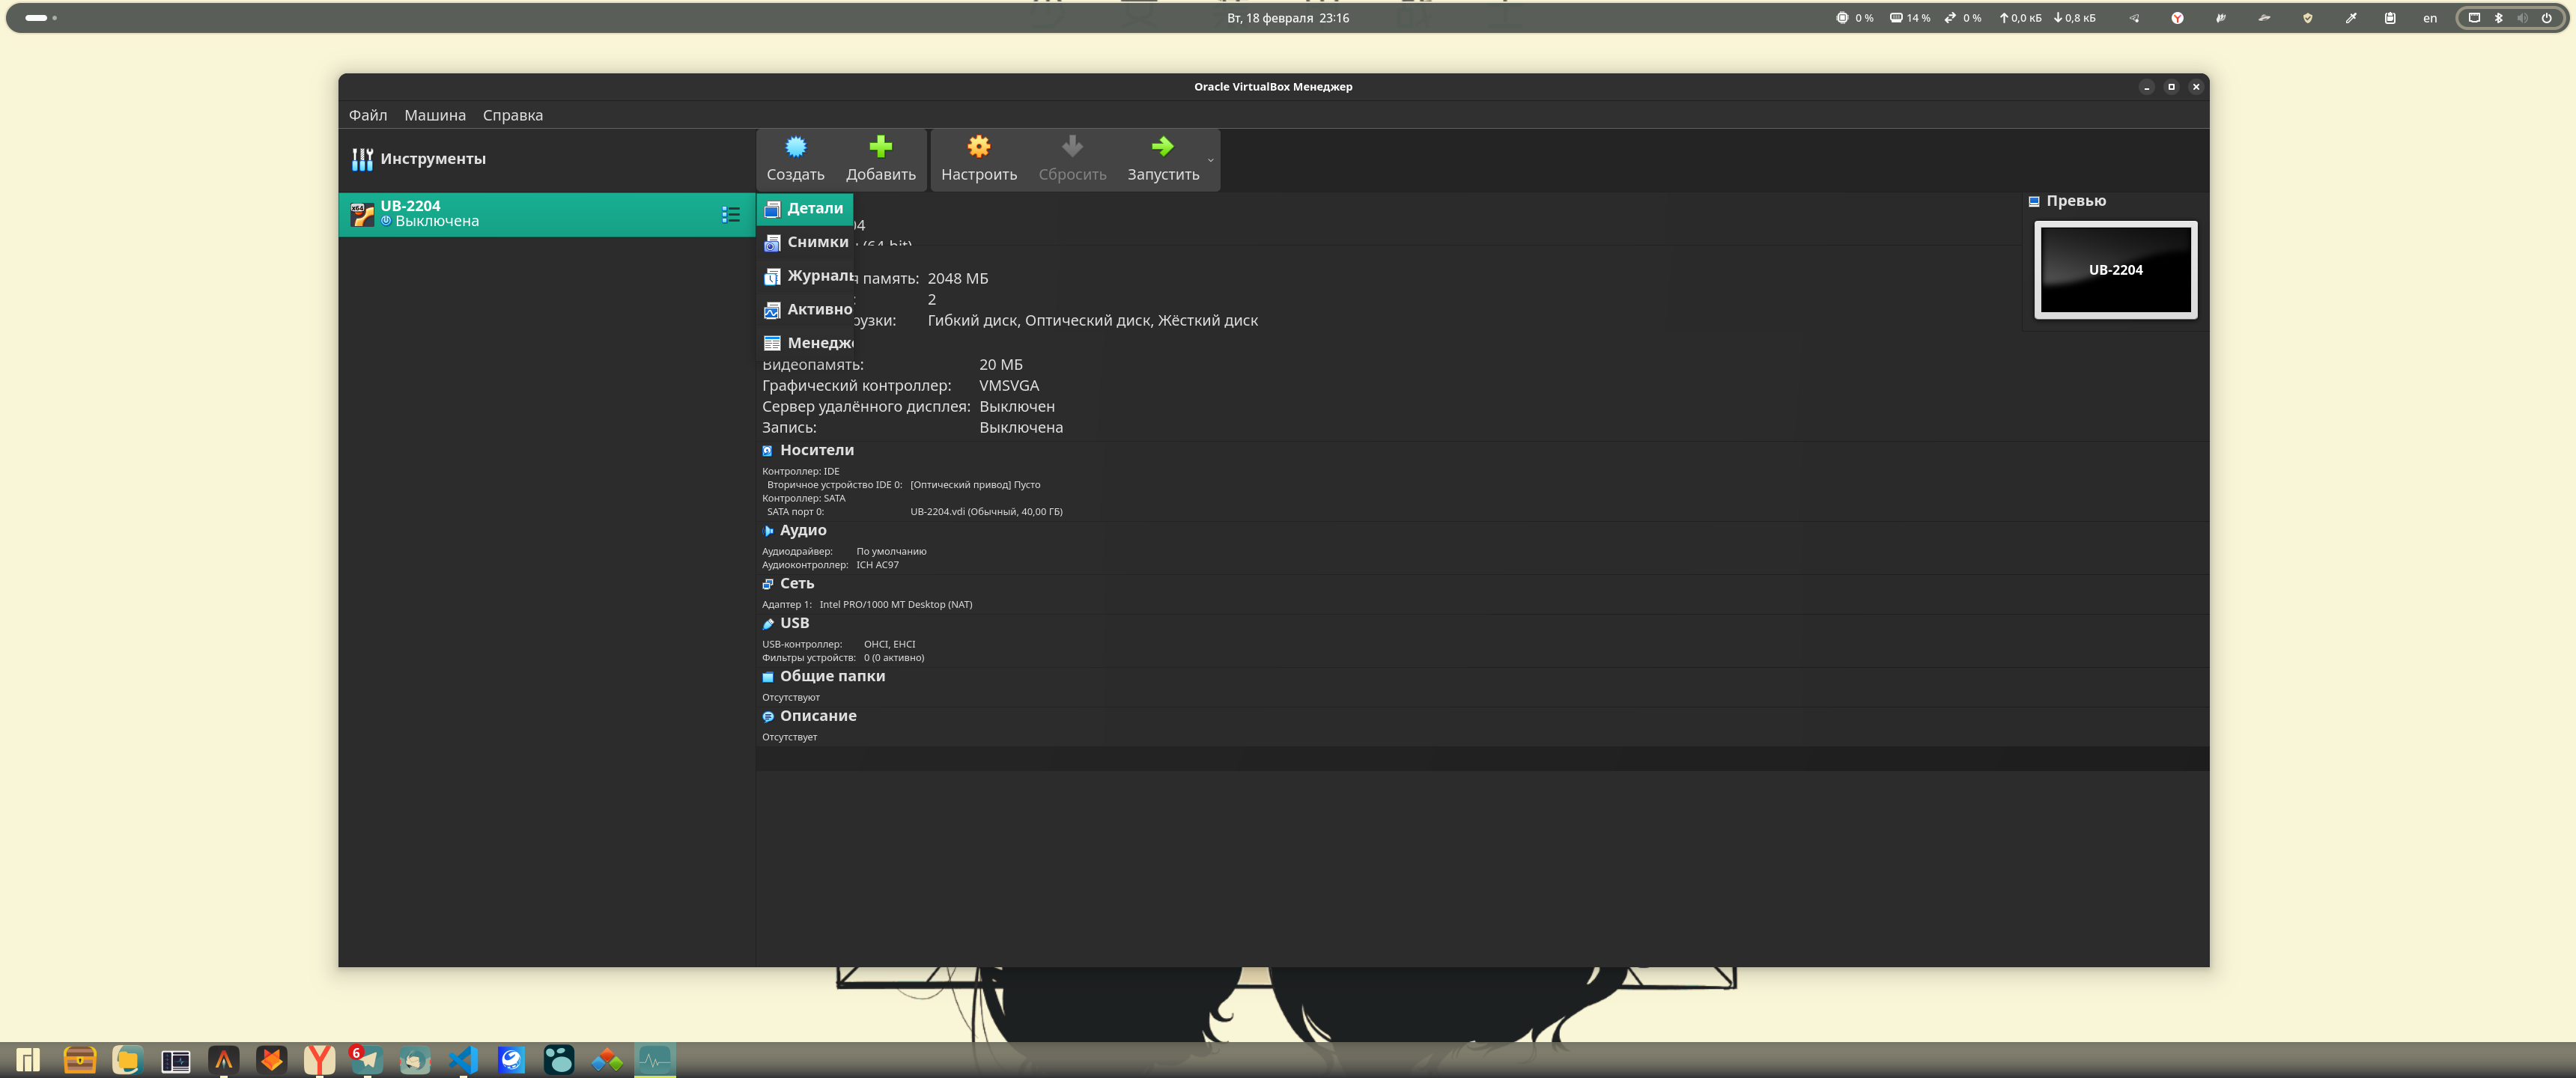 Вт, 18 февраля 23:16
0 % 14 % 0 % 0,0 кБ 0,8 кБ en
Oracle VirtualBox Менеджер
Файл Машина Справка
Инструменты
Создать Добавить Настроить Сбросить Запустить
UB-2204
Выключена
Детали
Снимки
Журналы
Активно
Менедже
04
(64-bit)
память: 2048 МБ
: 2
рузки: Гибкий диск, Оптический диск, Жёсткий диск
Превью
UB-2204
Видеопамять: 20 МБ
Графический контроллер: VMSVGA
Сервер удалённого дисплея: Выключен
Запись: Выключена
Носители
Контроллер: IDE
Вторичное устройство IDE 0: [Оптический привод] Пусто
Контроллер: SATA
SATA порт 0: UB-2204.vdi (Обычный, 40,00 ГБ)
Аудио
Аудиодрайвер: По умолчанию
Аудиоконтроллер: ICH AC97
Сеть
Адаптер 1: Intel PRO/1000 MT Desktop (NAT)
USB
USB-контроллер: OHCI, EHCI
Фильтры устройств: 0 (0 активно)
Общие папки
Отсутствуют
Описание
Отсутствует
6